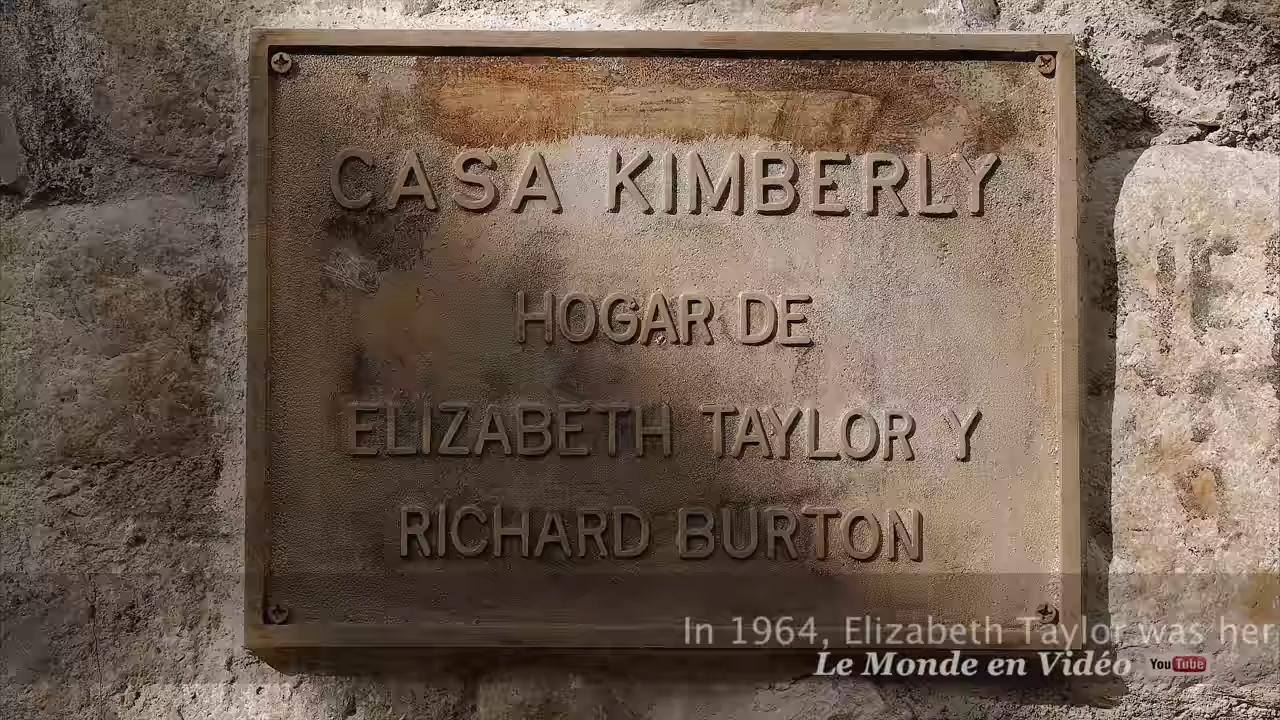 CASA KIMBERLY
HOGAR DE
ELIZABETH TAYLOR Y
RICHARD BURTON
In 1964, Elizabeth Taylor was her
Le Monde en Vidéo YouTube